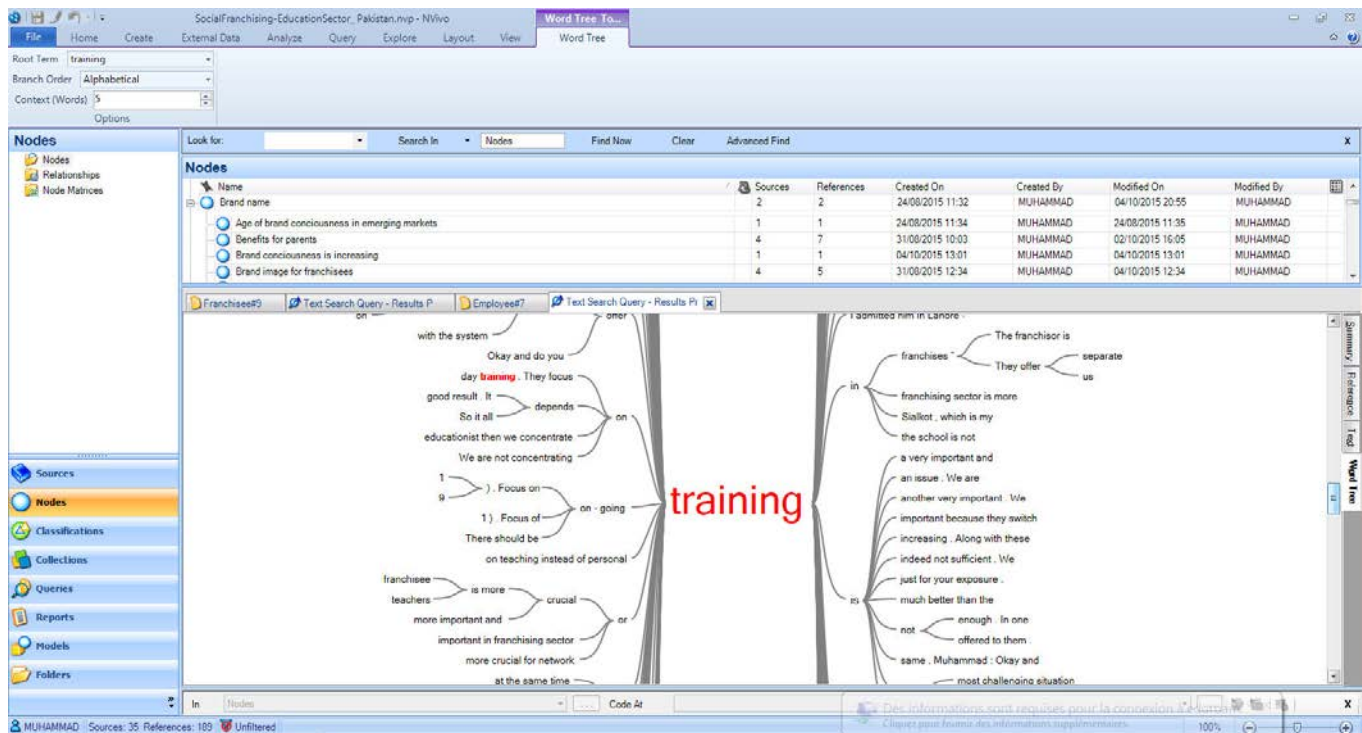 SocialFranchising-EducationSector_Pakistan.nvp - NVivo Word Tree To...
File Home Create External Data Analyze Query Explore Layout View Word Tree
Root Term training
Branch Order Alphabetical
Context (Words) 5
Options
Nodes
Nodes
Relationships
Node Matrices
Sources
Nodes
Classifications
Collections
Queries
Reports
Models
Folders
Look for: Search In Nodes Find Now Clear Advanced Find X
Nodes
Name Sources References Created On Created By Modified On Modified By
Brand name 2 2 24/08/2015 11:32 MUHAMMAD 04/10/2015 20:55 MUHAMMAD
Age of brand conciousness in emerging markets 1 1 24/08/2015 11:34 MUHAMMAD 24/08/2015 11:35 MUHAMMAD
Benefits for parents 4 7 31/08/2015 10:03 MUHAMMAD 02/10/2015 16:05 MUHAMMAD
Brand conciousness is increasing 1 1 04/10/2015 13:01 MUHAMMAD 04/10/2015 13:01 MUHAMMAD
Brand image for franchisees 4 5 31/08/2015 12:34 MUHAMMAD 04/10/2015 12:34 MUHAMMAD
Franchisee#9 Text Search Query - Results P Employee#7 Text Search Query - Results Pr
on
offer
with the system
Okay and do you
day training . They focus
good result . It
So it all
depends
on
educationist then we concentrate
We are not concentrating
1
9
) . Focus on
1 ) . Focus of
on - going
There should be
on teaching instead of personal
franchisee
teachers
is more
crucial
more important and
or
important in franchising sector
more crucial for network
at the same time
training
I admitted him in Lahore -
in
franchises "
The franchisor is
They offer
separate
us
franchising sector is more
Sialkot , which is my
the school is not
is
a very important and
an issue . We are
another very important . We
important because they switch
increasing . Along with these
indeed not sufficient . We
just for your exposure .
much better than the
not
enough . In one
offered to them .
same . Muhammad : Okay and
most challenging situation
Summary
Reference
Text
Word Tree
In Nodes ... Code At
Des informations sont requises pour la connexion à
Cliquez pour fournir des informations supplémentaires.
MUHAMMAD Sources: 35 References: 189 Unfiltered 100%